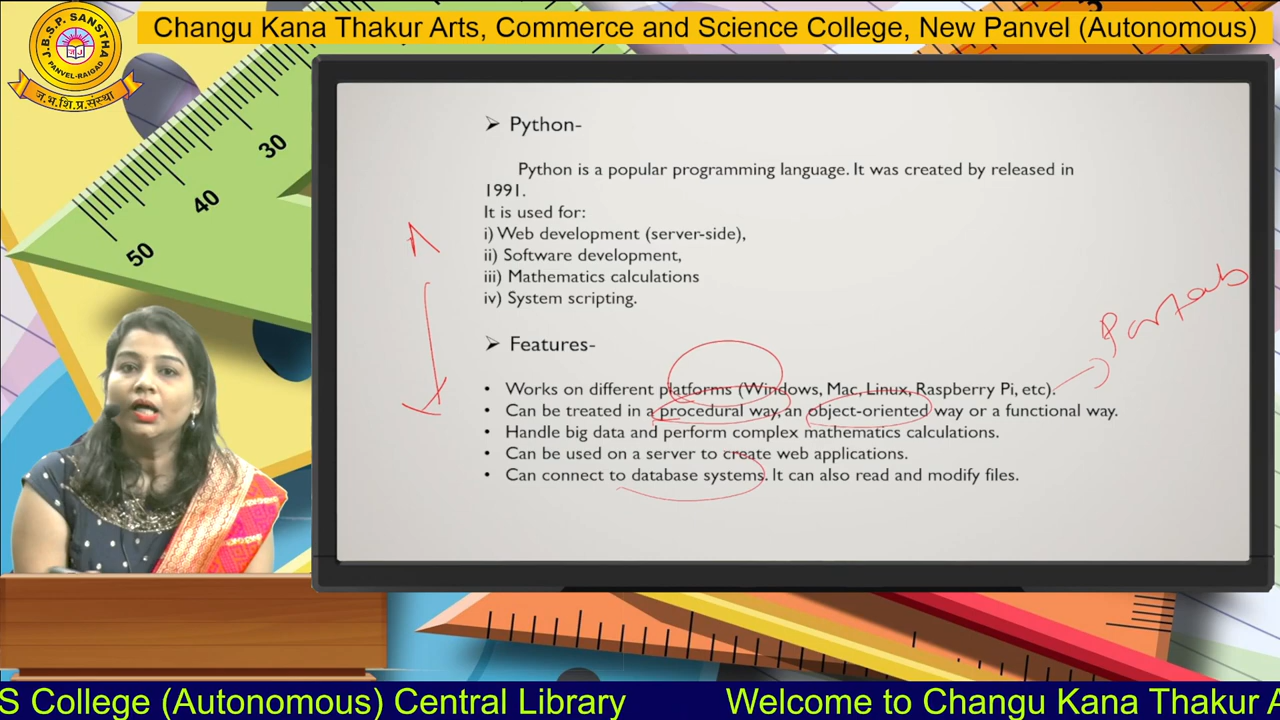 Changu Kana Thakur Arts, Commerce and Science College, New Panvel (Autonomous)
J.B.S.P. SANSTHA
PANVEL-RAIGAD
ज.भ.शि.प्र.संस्था
30
40
50
➢ Python-
Python is a popular programming language. It was created by released in
1991.
It is used for:
i) Web development (server-side),
ii) Software development,
iii) Mathematics calculations
iv) System scripting.
➢ Features-
• Works on different platforms (Windows, Mac, Linux, Raspberry Pi, etc).
• Can be treated in a procedural way, an object-oriented way or a functional way.
• Handle big data and perform complex mathematics calculations.
• Can be used on a server to create web applications.
• Can connect to database systems. It can also read and modify files.
S College (Autonomous) Central Library Welcome to Changu Kana Thakur A